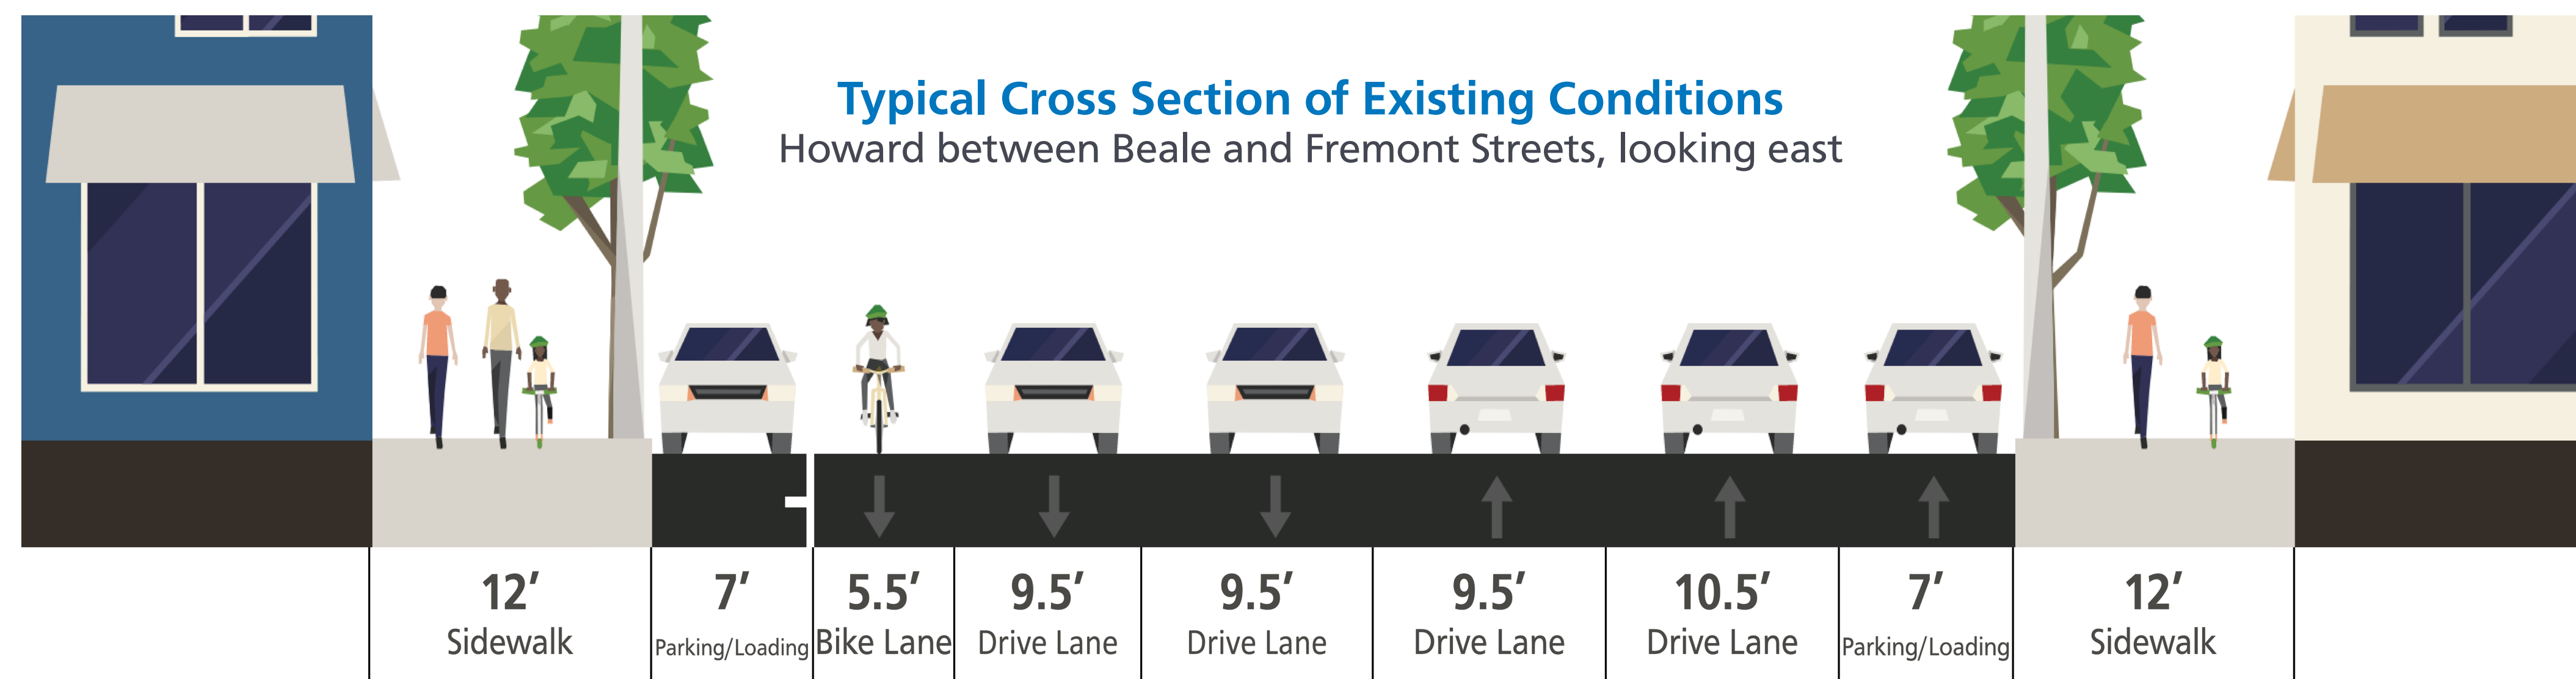 Typical Cross Section of Existing Conditions
Howard between Beale and Fremont Streets, looking east
12′
Sidewalk
7′
Parking/Loading
5.5′
Bike Lane
9.5′
Drive Lane
9.5′
Drive Lane
9.5′
Drive Lane
10.5′
Drive Lane
7′
Parking/Loading
12′
Sidewalk